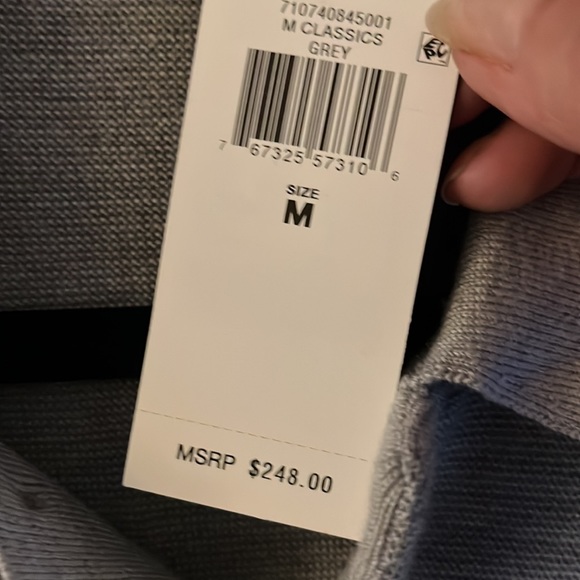 710740845001
M CLASSICS
GREY
7 67325 57310 6
SIZE
M
MSRP $248.00